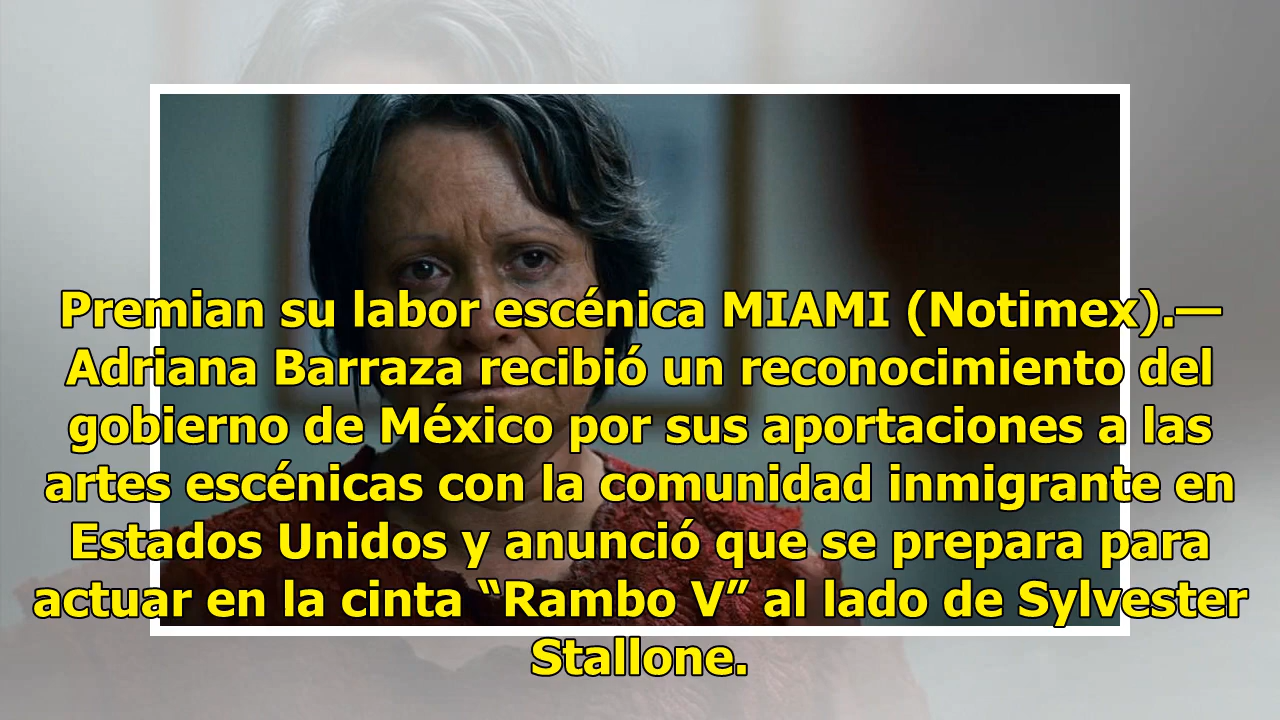 Premian su labor escénica MIAMI (Notimex).—
Adriana Barraza recibió un reconocimiento del
gobierno de México por sus aportaciones a las
artes escénicas con la comunidad inmigrante en
Estados Unidos y anunció que se prepara para
actuar en la cinta “Rambo V” al lado de Sylvester
Stallone.